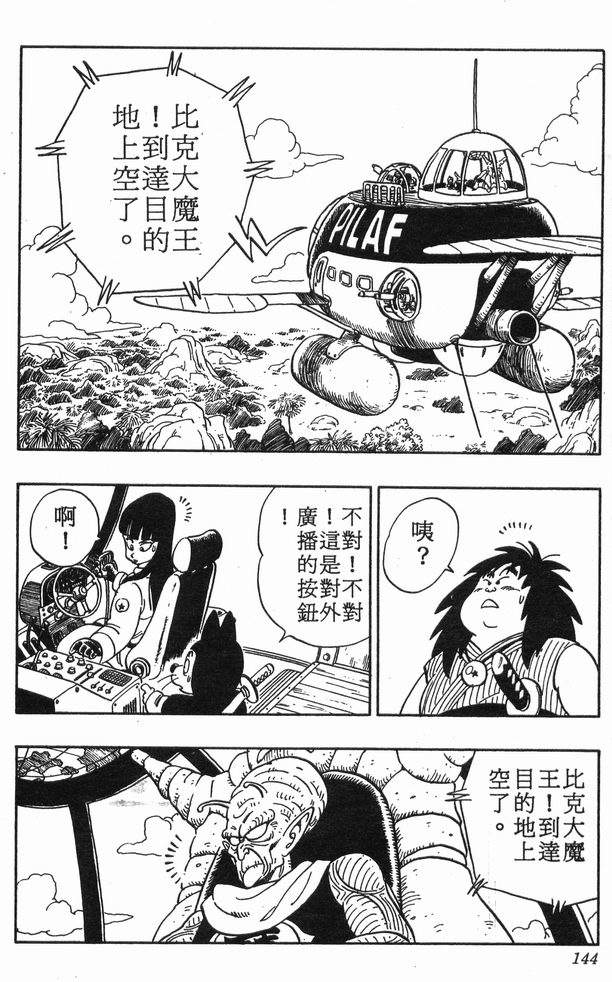 比克大魔王
！到達目的
地上空了。
PILAF
咦？
不對！不對
！這是對外
廣播的按鈕
！
啊！
比克大魔
王！到達
目的地上
空了。
144